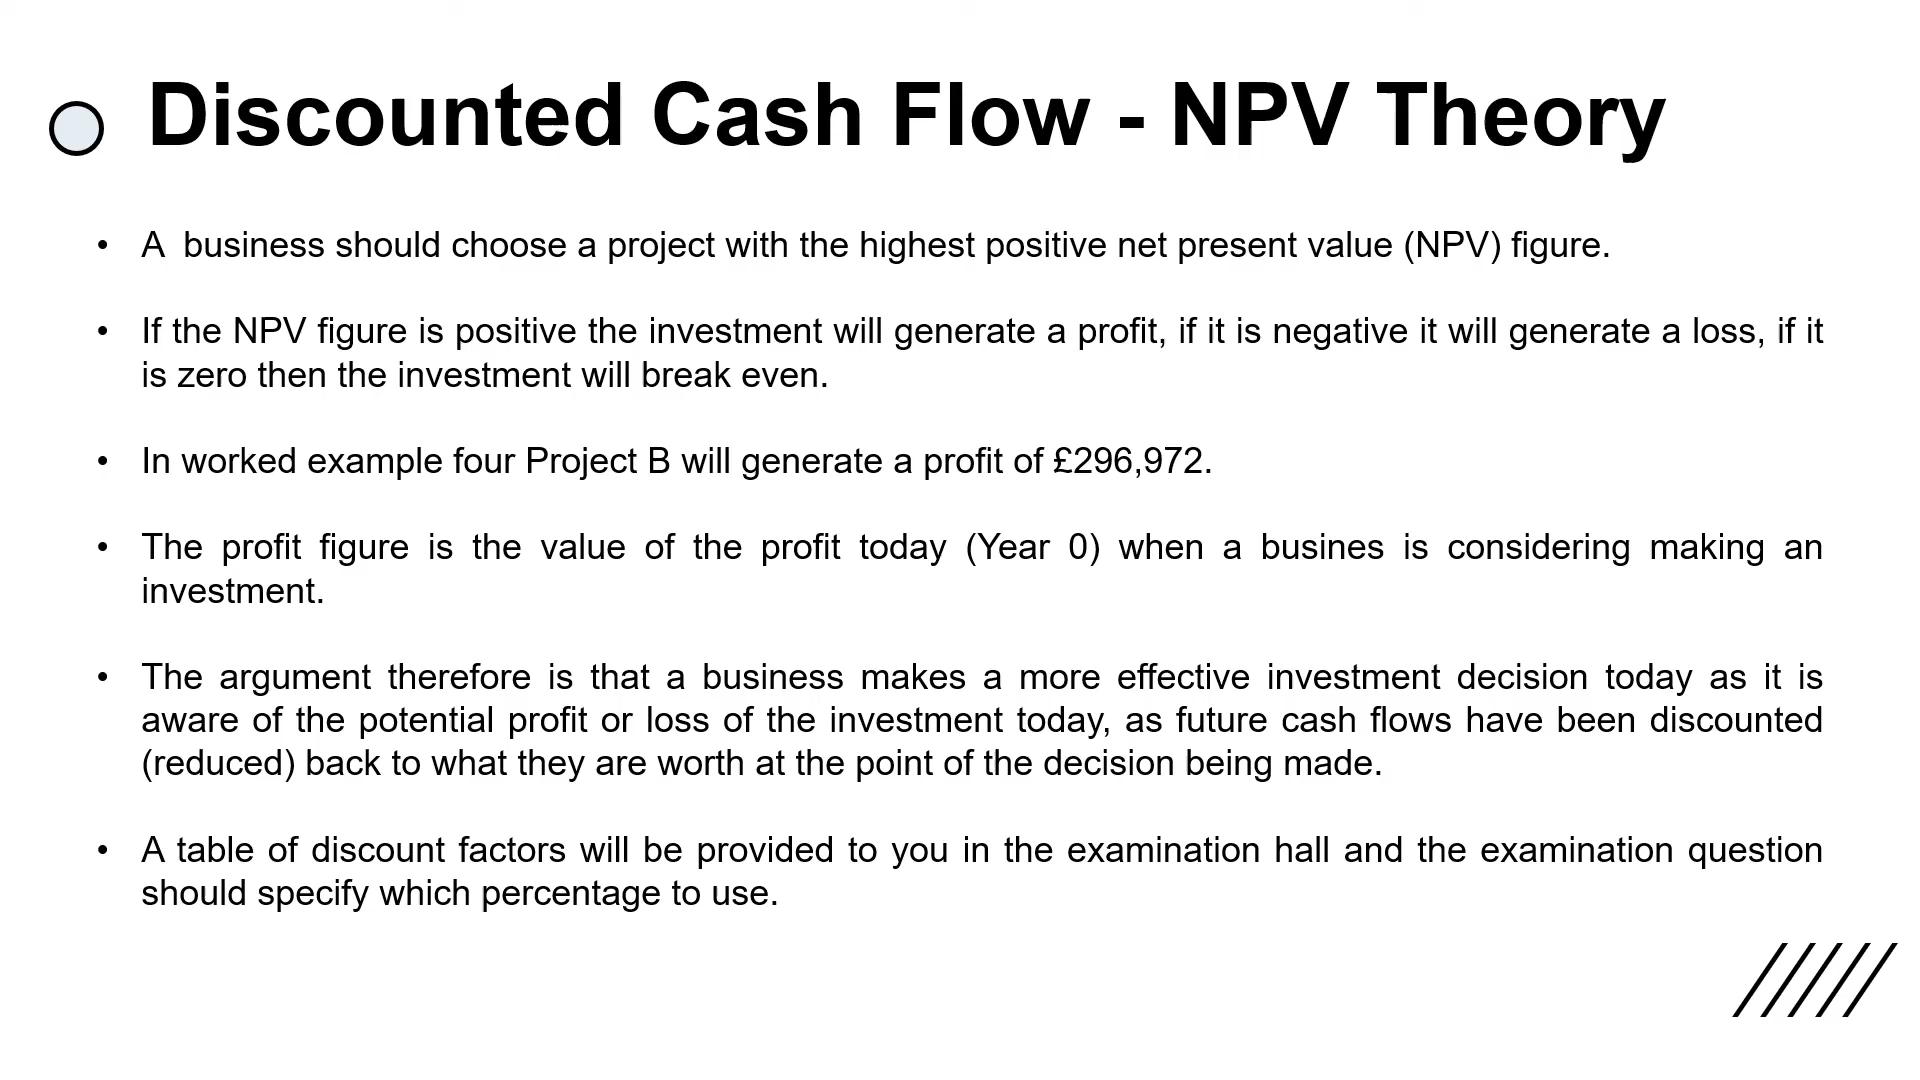 Discounted Cash Flow - NPV Theory
• A  business should choose a project with the highest positive net present value (NPV) figure.
• If the NPV figure is positive the investment will generate a profit, if it is negative it will generate a loss, if it
is zero then the investment will break even.
• In worked example four Project B will generate a profit of £296,972.
• The profit figure is the value of the profit today (Year 0) when a busines is considering making an
investment.
• The argument therefore is that a business makes a more effective investment decision today as it is
aware of the potential profit or loss of the investment today, as future cash flows have been discounted
(reduced) back to what they are worth at the point of the decision being made.
• A table of discount factors will be provided to you in the examination hall and the examination question
should specify which percentage to use.